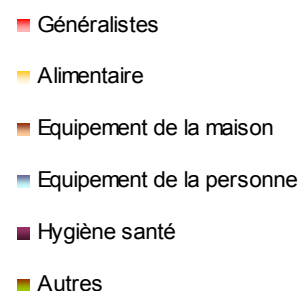 Généralistes
Alimentaire
Equipement de la maison
Equipement de la personne
Hygiène santé
Autres